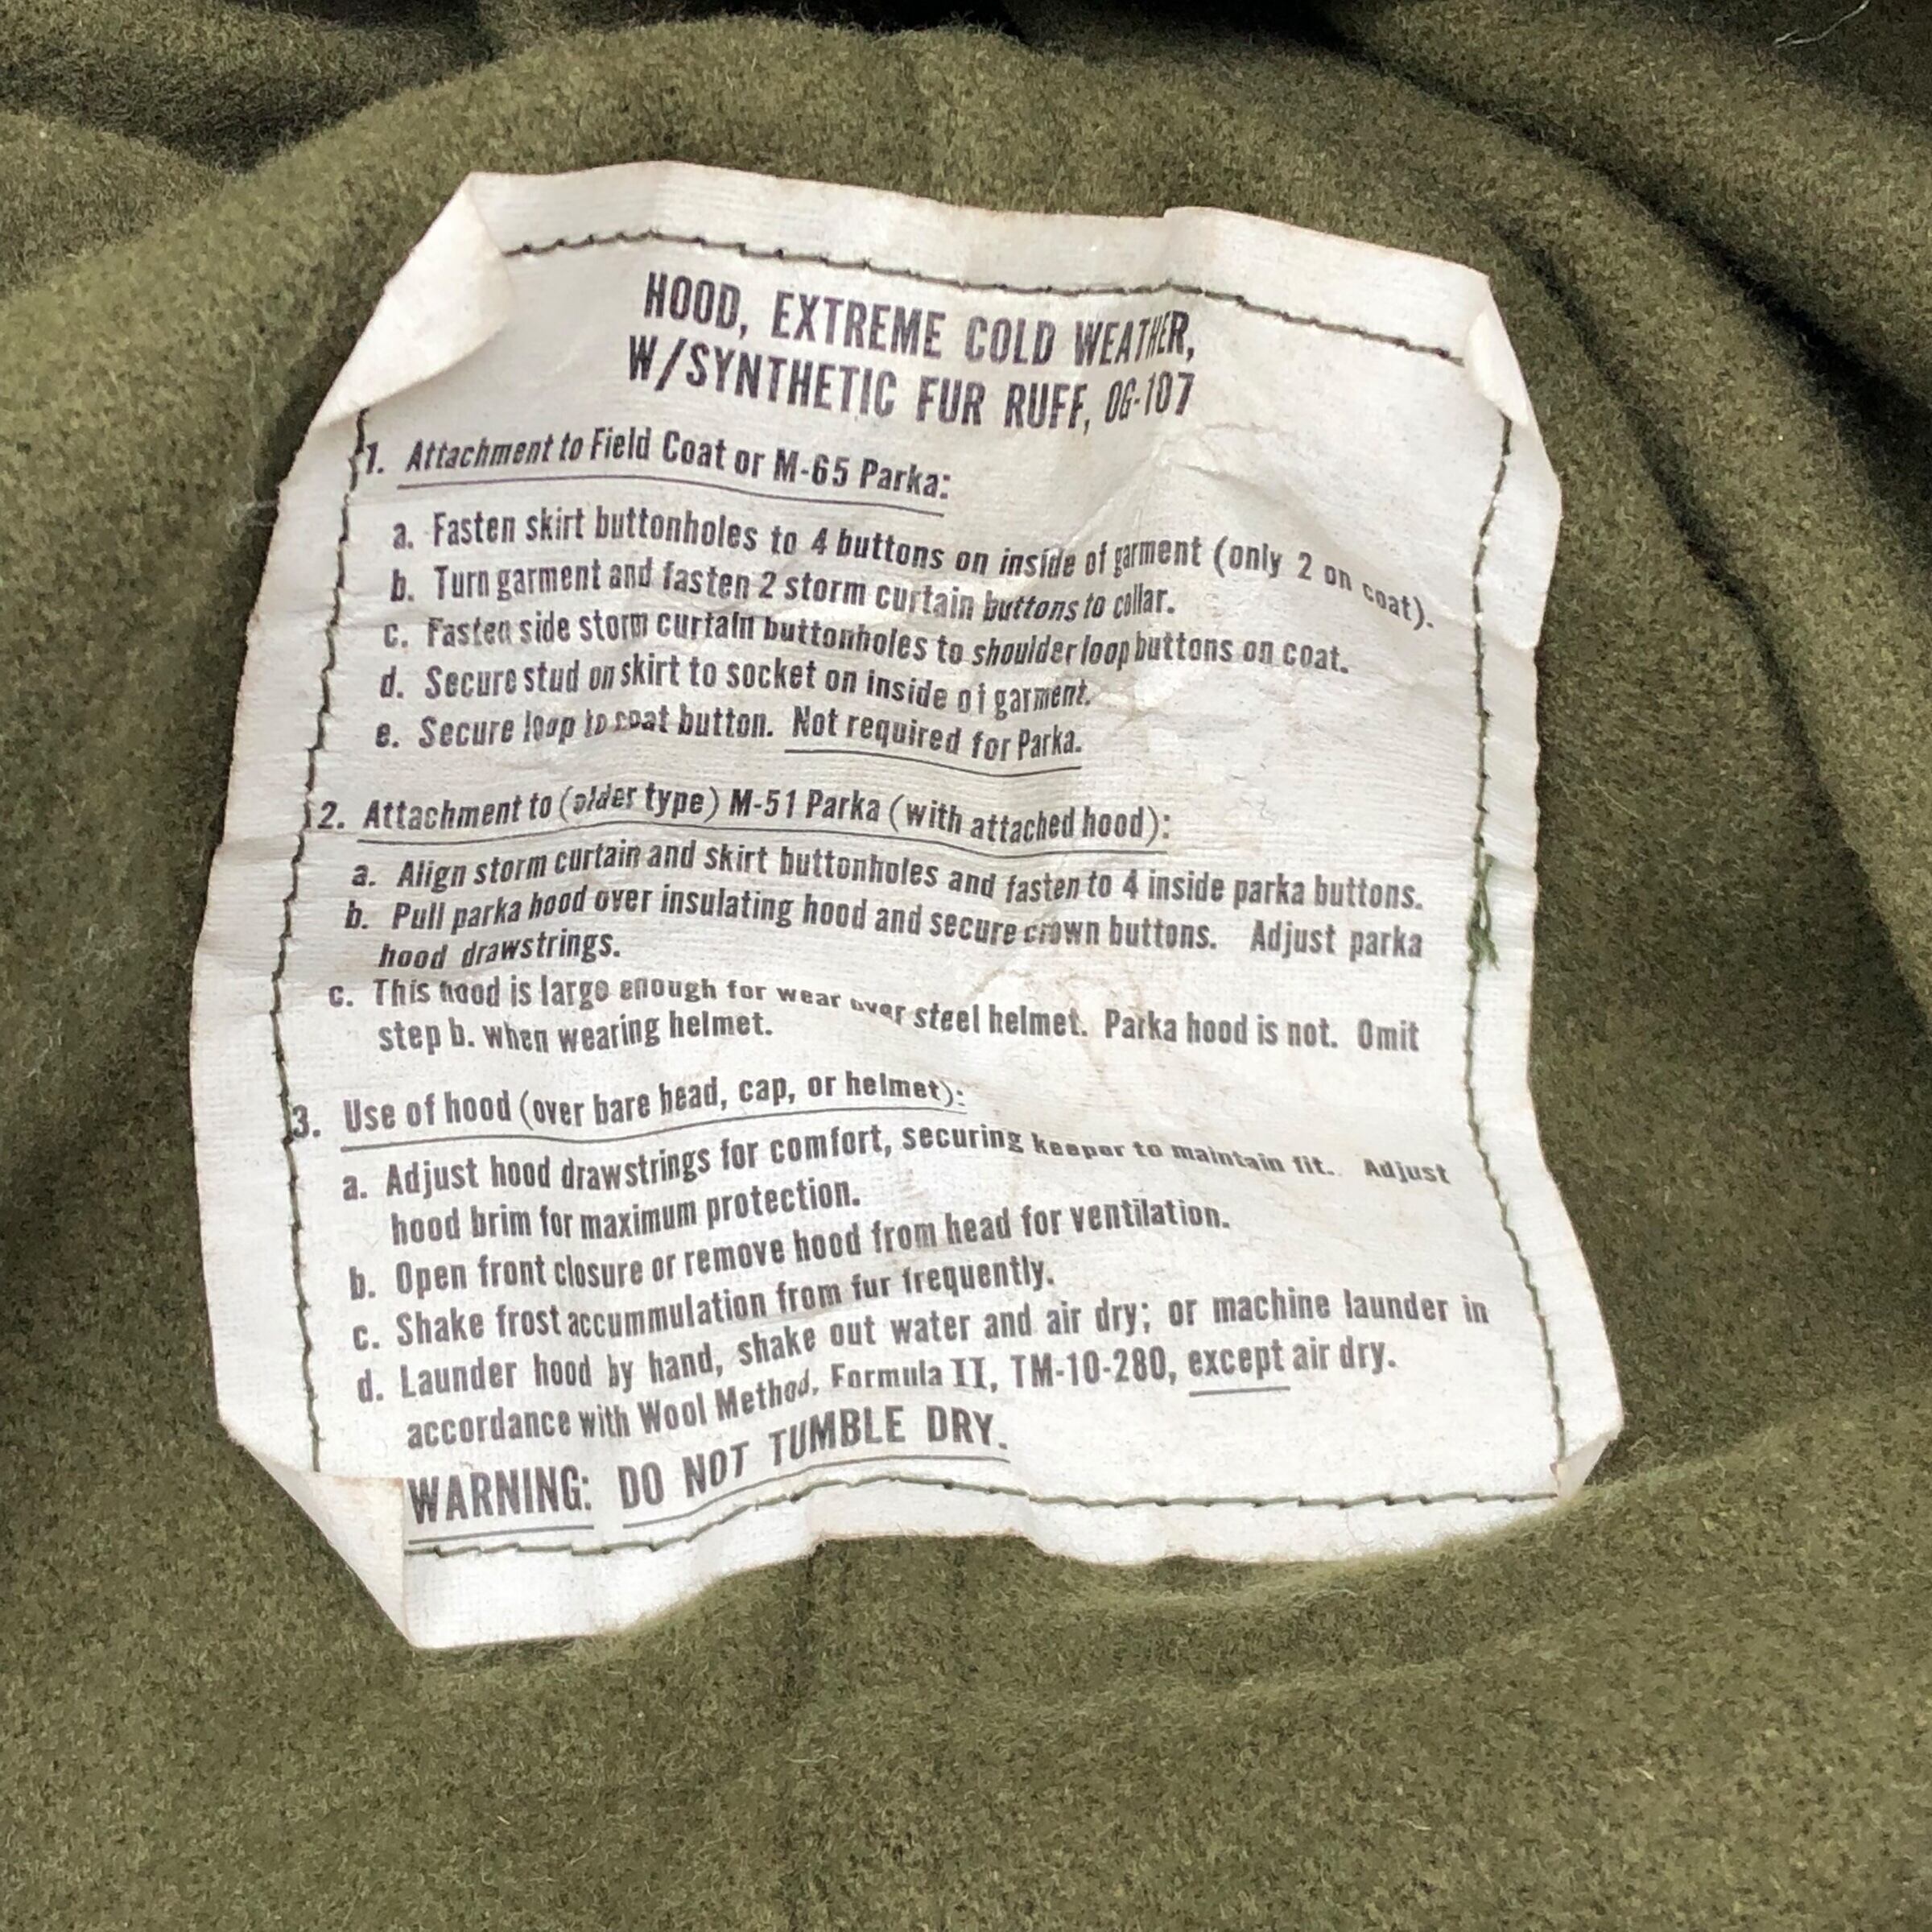 HOOD, EXTREME COLD WEATHER,
W/SYNTHETIC FUR RUFF, OG-107
1. Attachment to Field Coat or M-65 Parka:
a. Fasten skirt buttonholes to 4 buttons on inside of garment (only 2 on coat).
b. Turn garment and fasten 2 storm curtain buttons to collar.
c. Fasten side storm curtain buttonholes to shoulder loop buttons on coat.
d. Secure stud on skirt to socket on inside of garment.
e. Secure loop to coat button. Not required for Parka.
2. Attachment to (older type) M-51 Parka (with attached hood):
a. Align storm curtain and skirt buttonholes and fasten to 4 inside parka buttons.
b. Pull parka hood over insulating hood and secure crown buttons. Adjust parka
hood drawstrings.
c. This hood is large enough for wear over steel helmet. Parka hood is not. Omit
step b. when wearing helmet.
3. Use of hood (over bare head, cap, or helmet):
a. Adjust hood drawstrings for comfort, securing keeper to maintain fit. Adjust
hood brim for maximum protection.
b. Open front closure or remove hood from head for ventilation.
c. Shake frost accummulation from fur frequently.
d. Launder hood by hand, shake out water and air dry; or machine launder in
accordance with Wool Method, Formula II, TM-10-280, except air dry.
WARNING: DO NOT TUMBLE DRY.